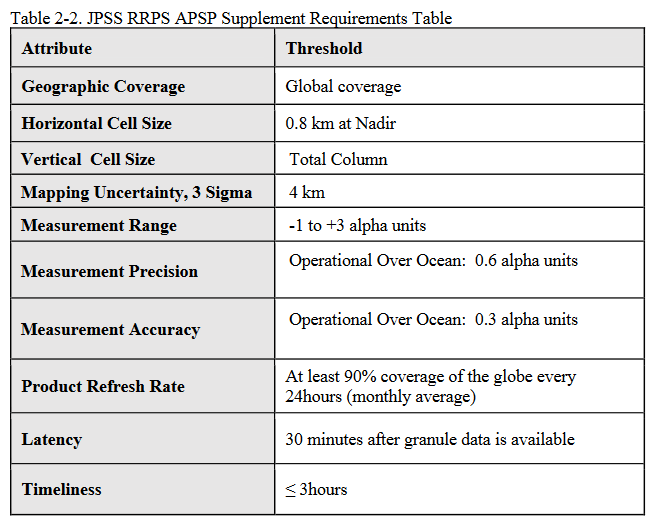 Table 2-2. JPSS RRPS APSP Supplement Requirements Table
Attribute Threshold
Geographic Coverage Global coverage
Horizontal Cell Size 0.8 km at Nadir
Vertical Cell Size Total Column
Mapping Uncertainty, 3 Sigma 4 km
Measurement Range -1 to +3 alpha units
Measurement Precision Operational Over Ocean: 0.6 alpha units
Measurement Accuracy Operational Over Ocean: 0.3 alpha units
Product Refresh Rate At least 90% coverage of the globe every
24hours (monthly average)
Latency 30 minutes after granule data is available
Timeliness ≤ 3hours